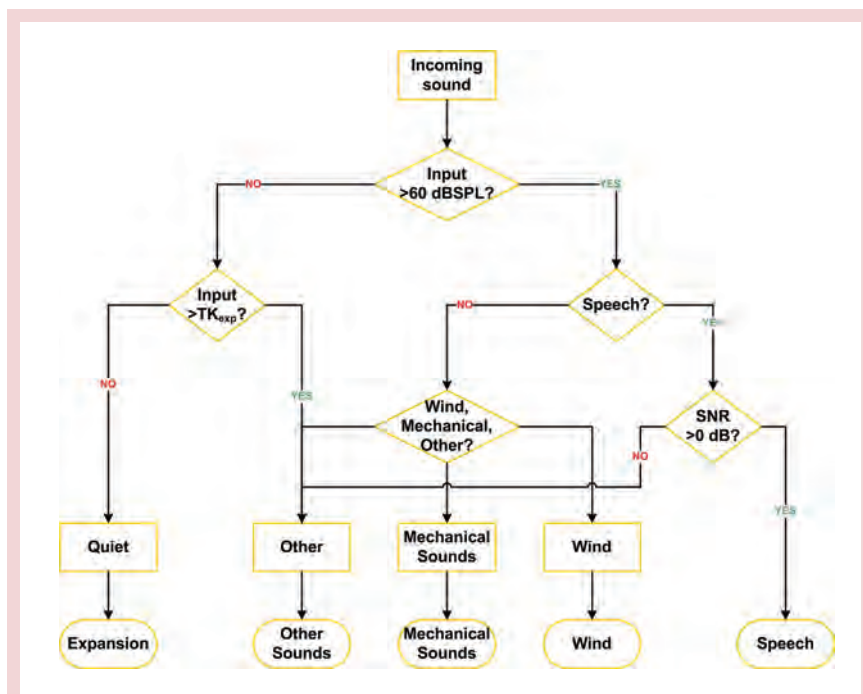 Incoming
sound
Input
>60 dBSPL?
NO
YES
Input
>TKexp?
Speech?
NO
YES
NO
YES
Wind,
Mechanical,
Other?
SNR
>0 dB?
NO
YES
Quiet
Other
Mechanical
Sounds
Wind
Expansion
Other
Sounds
Mechanical
Sounds
Wind
Speech